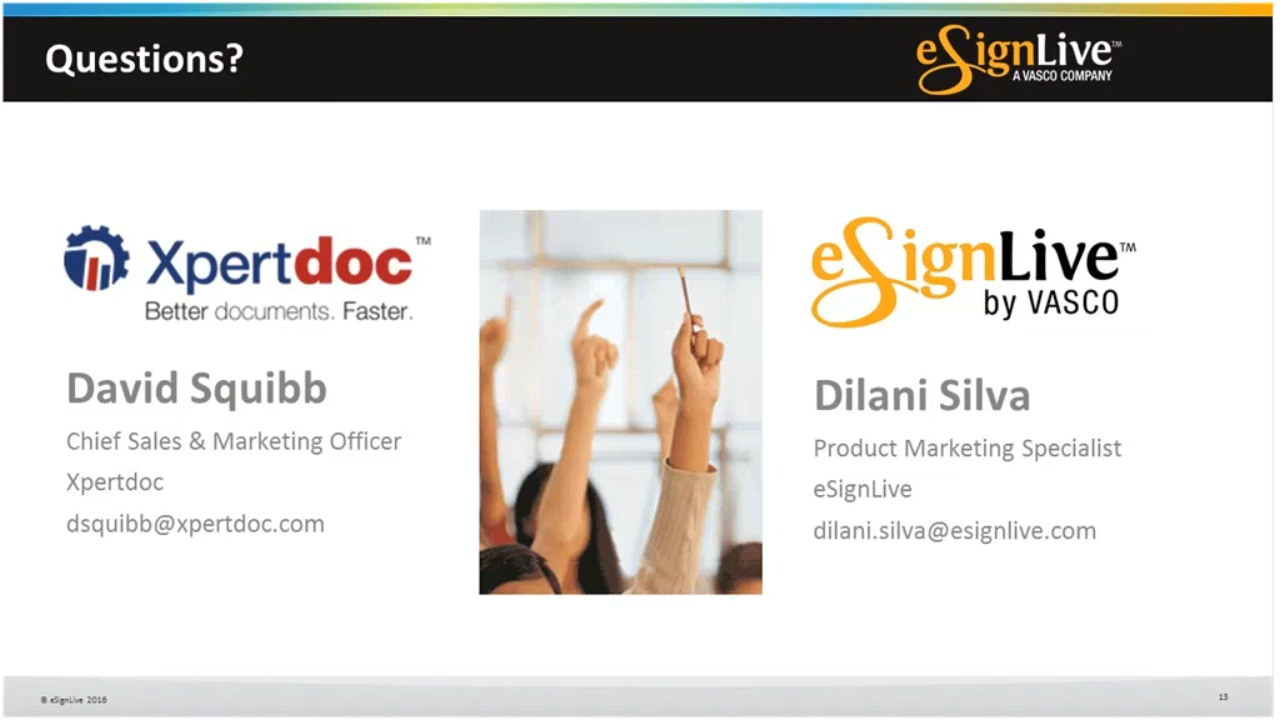 Questions?
eSignLive™
A VASCO COMPANY
Xpertdoc™
Better documents. Faster.
David Squibb
Chief Sales & Marketing Officer
Xpertdoc
dsquibb@xpertdoc.com
eSignLive™
by VASCO
Dilani Silva
Product Marketing Specialist
eSignLive
dilani.silva@esignlive.com
© eSignLive 2016
13